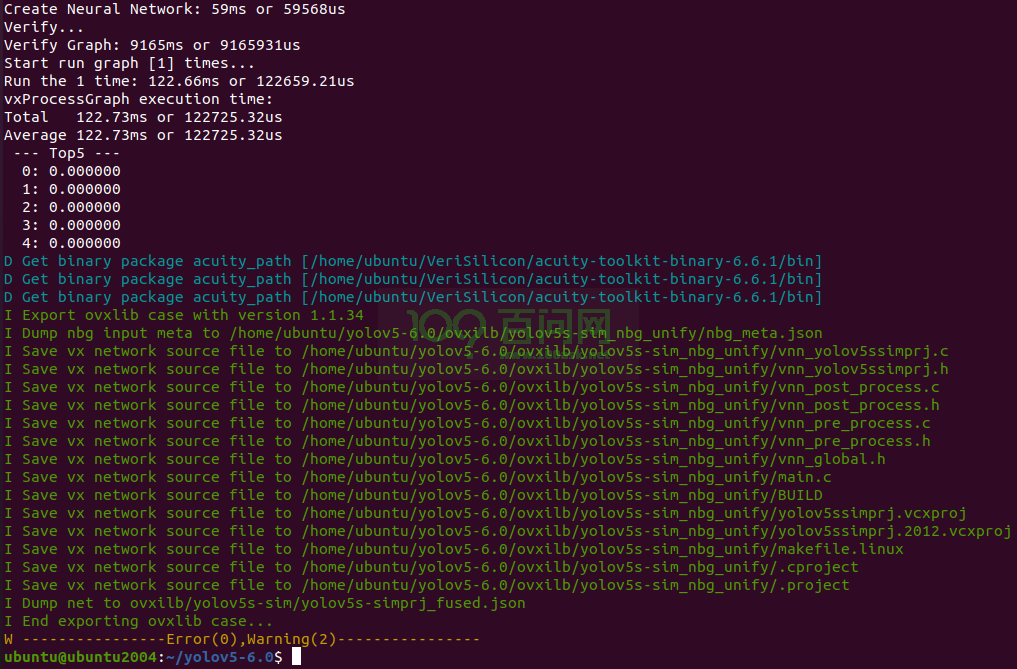 Create Neural Network: 59ms or 59568us
Verify...
Verify Graph: 9165ms or 9165931us
Start run graph [1] times...
Run the 1 time: 122.66ms or 122659.21us
vxProcessGraph execution time:
Total   122.73ms or 122725.32us
Average 122.73ms or 122725.32us
 --- Top5 ---
  0: 0.000000
  1: 0.000000
  2: 0.000000
  3: 0.000000
  4: 0.000000
D Get binary package acuity_path [/home/ubuntu/VeriSilicon/acuity-toolkit-binary-6.6.1/bin]
D Get binary package acuity_path [/home/ubuntu/VeriSilicon/acuity-toolkit-binary-6.6.1/bin]
D Get binary package acuity_path [/home/ubuntu/VeriSilicon/acuity-toolkit-binary-6.6.1/bin]
I Export ovxlib case with version 1.1.34
I Dump nbg input meta to /home/ubuntu/yolov5-6.0/ovxilb/yolov5s-sim_nbg_unify/nbg_meta.json
I Save vx network source file to /home/ubuntu/yolov5-6.0/ovxilb/yolov5s-sim_nbg_unify/vnn_yolov5ssimprj.c
I Save vx network source file to /home/ubuntu/yolov5-6.0/ovxilb/yolov5s-sim_nbg_unify/vnn_yolov5ssimprj.h
I Save vx network source file to /home/ubuntu/yolov5-6.0/ovxilb/yolov5s-sim_nbg_unify/vnn_post_process.c
I Save vx network source file to /home/ubuntu/yolov5-6.0/ovxilb/yolov5s-sim_nbg_unify/vnn_post_process.h
I Save vx network source file to /home/ubuntu/yolov5-6.0/ovxilb/yolov5s-sim_nbg_unify/vnn_pre_process.c
I Save vx network source file to /home/ubuntu/yolov5-6.0/ovxilb/yolov5s-sim_nbg_unify/vnn_pre_process.h
I Save vx network source file to /home/ubuntu/yolov5-6.0/ovxilb/yolov5s-sim_nbg_unify/vnn_global.h
I Save vx network source file to /home/ubuntu/yolov5-6.0/ovxilb/yolov5s-sim_nbg_unify/main.c
I Save vx network source file to /home/ubuntu/yolov5-6.0/ovxilb/yolov5s-sim_nbg_unify/BUILD
I Save vx network source file to /home/ubuntu/yolov5-6.0/ovxilb/yolov5s-sim_nbg_unify/yolov5ssimprj.vcxproj
I Save vx network source file to /home/ubuntu/yolov5-6.0/ovxilb/yolov5s-sim_nbg_unify/yolov5ssimprj.2012.vcxproj
I Save vx network source file to /home/ubuntu/yolov5-6.0/ovxilb/yolov5s-sim_nbg_unify/makefile.linux
I Save vx network source file to /home/ubuntu/yolov5-6.0/ovxilb/yolov5s-sim_nbg_unify/.cproject
I Save vx network source file to /home/ubuntu/yolov5-6.0/ovxilb/yolov5s-sim_nbg_unify/.project
I Dump net to ovxilb/yolov5s-sim/yolov5s-simprj_fused.json
I End exporting ovxlib case...
W ----------------Error(0),Warning(2)----------------
ubuntu@ubuntu2004:~/yolov5-6.0$
100 百问网